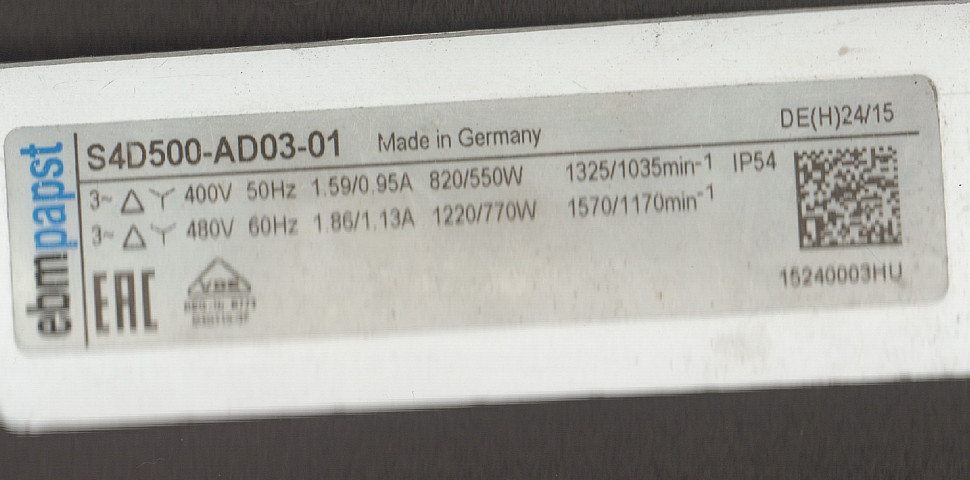 ebmpapst
S4D500-AD03-01 Made in Germany DE(H)24/15
3~ △ Y 400V 50Hz 1.59/0.95A 820/550W 1325/1035min-¹ IP54
3~ △ Y 480V 60Hz 1.86/1.13A 1220/770W 1570/1170min-¹
15240003HU
EAC
VDE